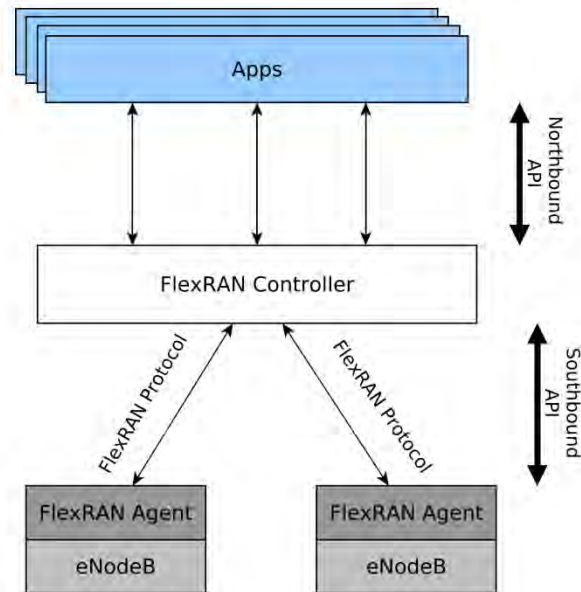 Apps
Northbound
API
FlexRAN Controller
FlexRAN Protocol
FlexRAN Protocol
Southbound
API
FlexRAN Agent
FlexRAN Agent
eNodeB
eNodeB